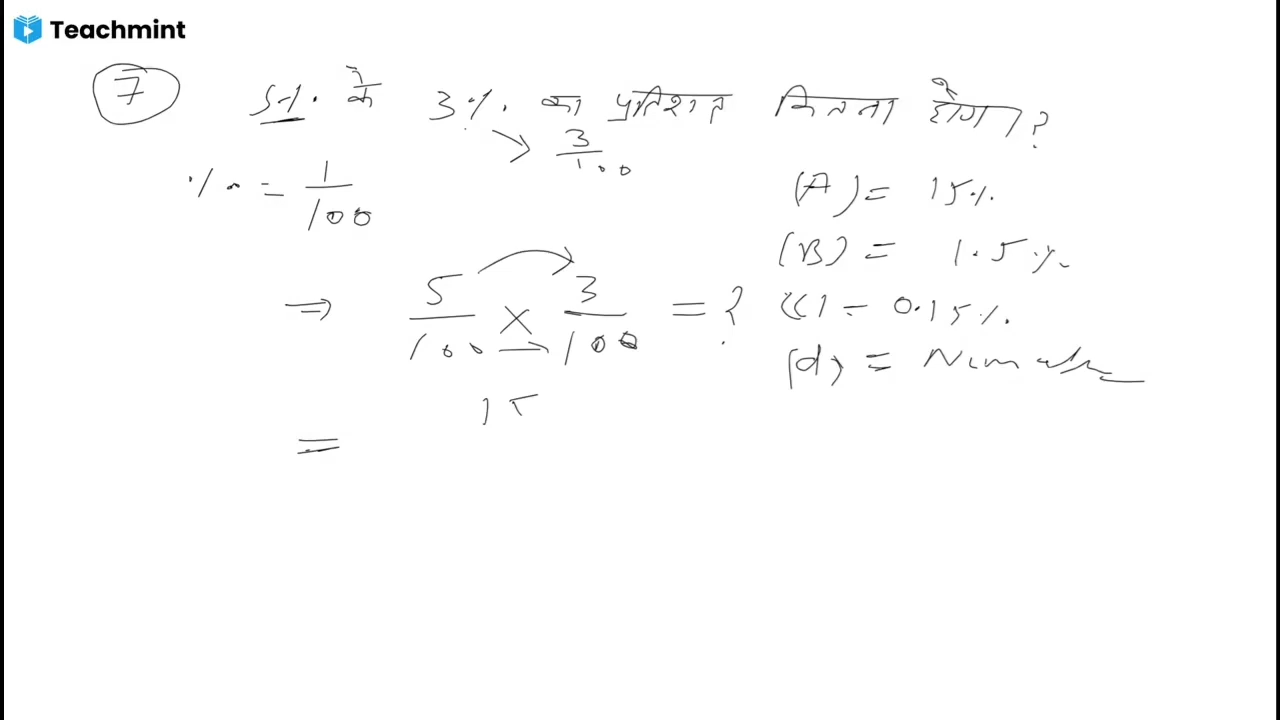 Teachmint
7 5%. के 3%. का प्रतिशत कितना होगा?
3/100
% = 1/100
(A) = 15%.
(B) = 1.5%.
⇒ 5/100 × 3/100 = ?
(C) = 0.15%.
(d) =
= 15